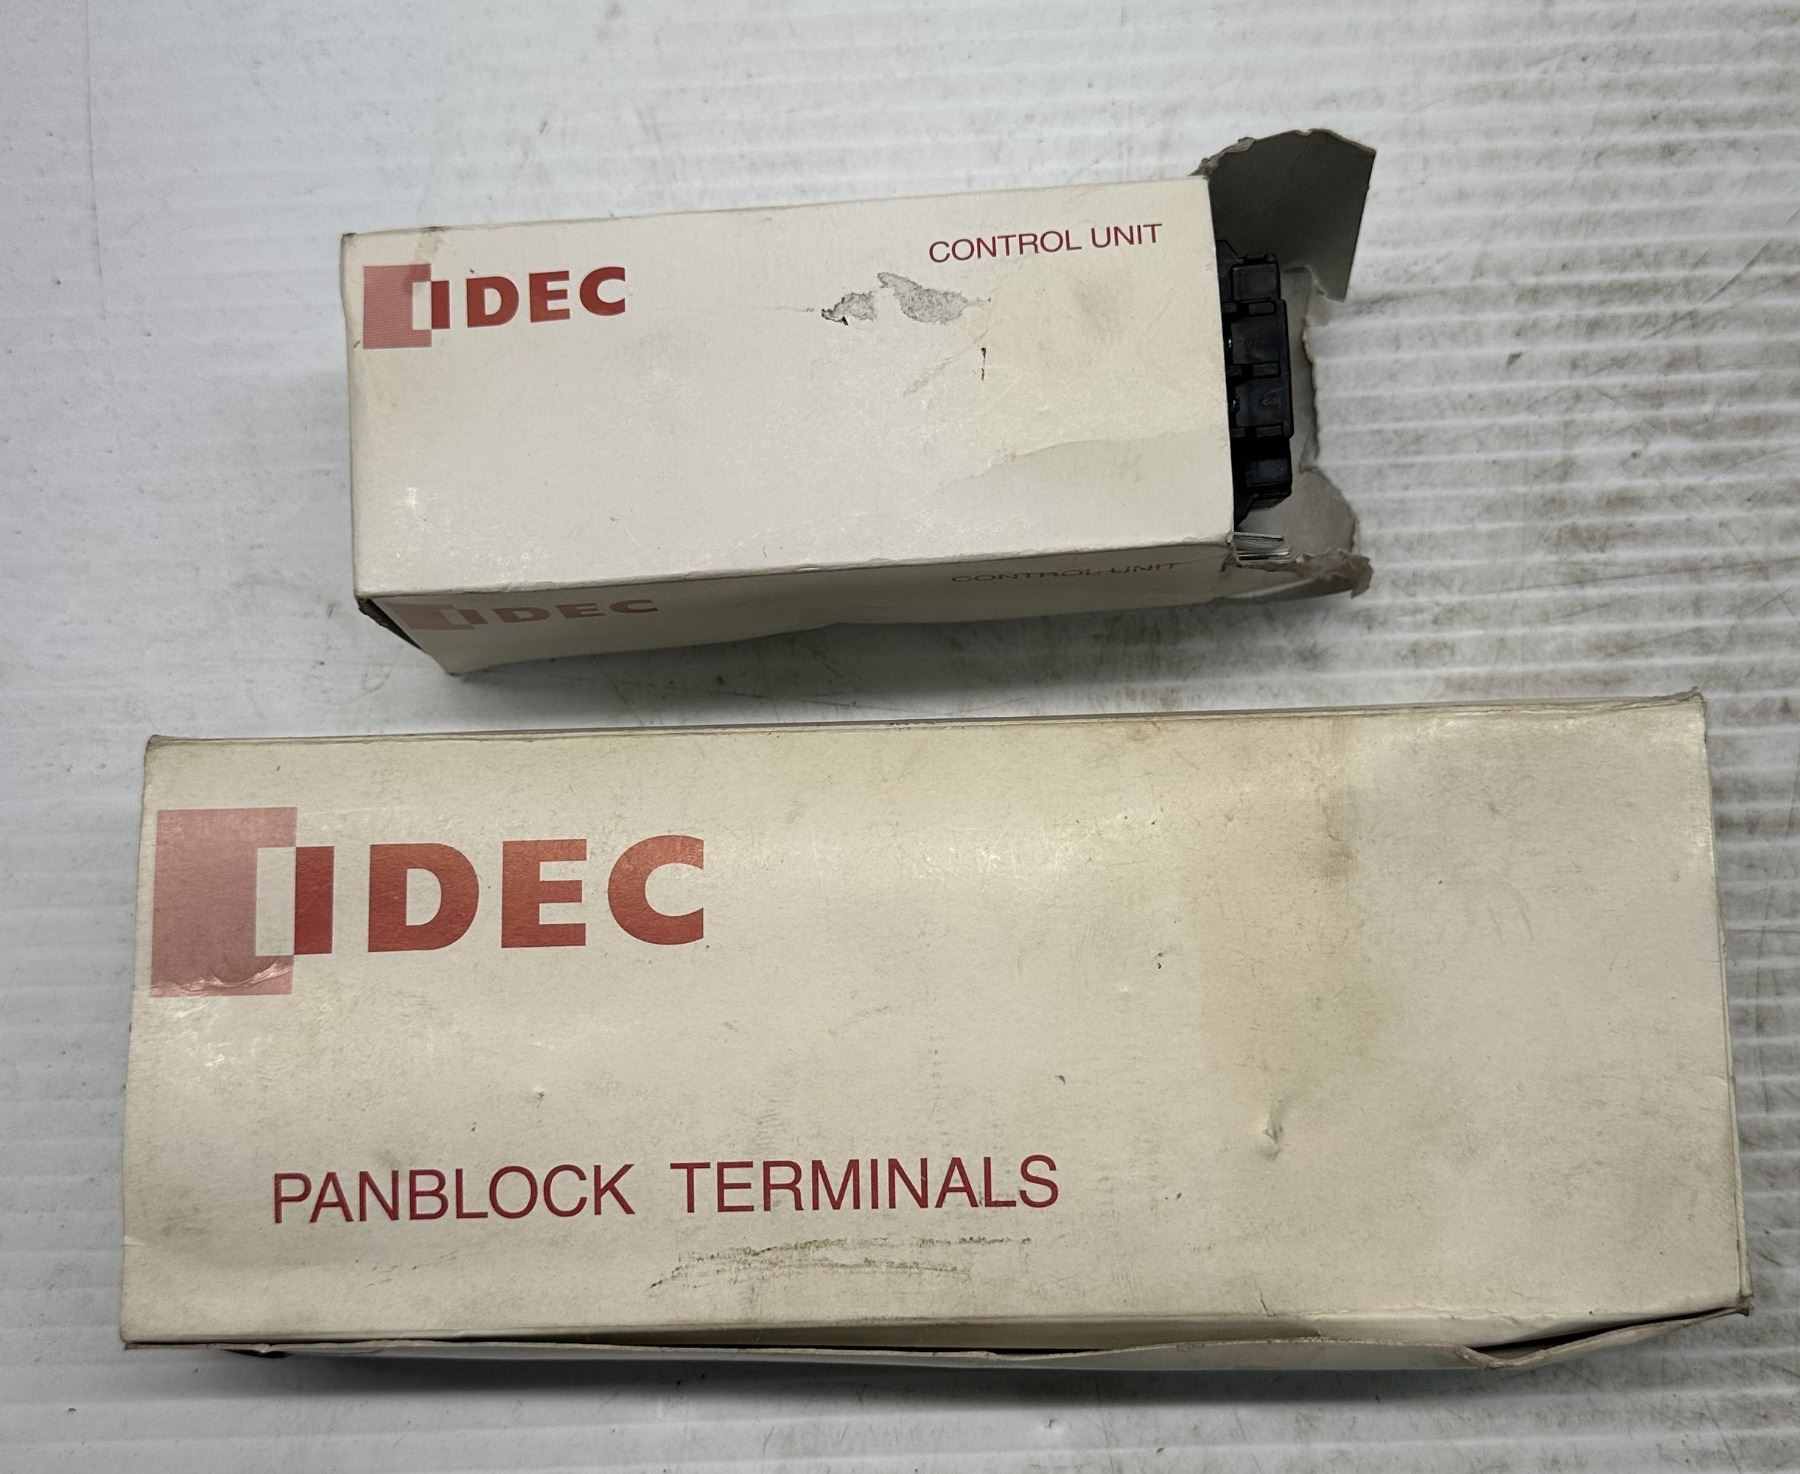 IDEC
CONTROL UNIT
IDEC
CONTROL UNIT
IDEC
PANBLOCK TERMINALS